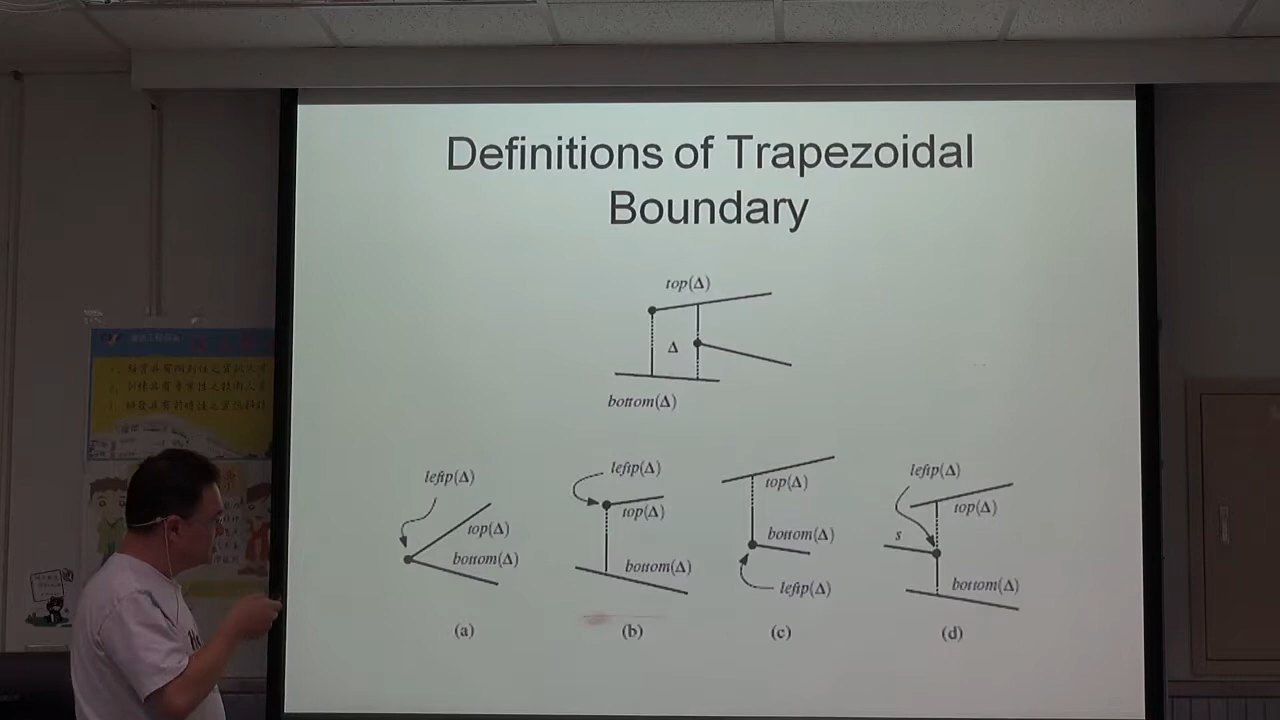 Definitions of Trapezoidal
Boundary
top(Δ)
Δ
bottom(Δ)
leftp(Δ)
top(Δ)
bottom(Δ)
(a)
leftp(Δ)
top(Δ)
bottom(Δ)
(b)
top(Δ)
bottom(Δ)
leftp(Δ)
(c)
leftp(Δ)
top(Δ)
s
bottom(Δ)
(d)